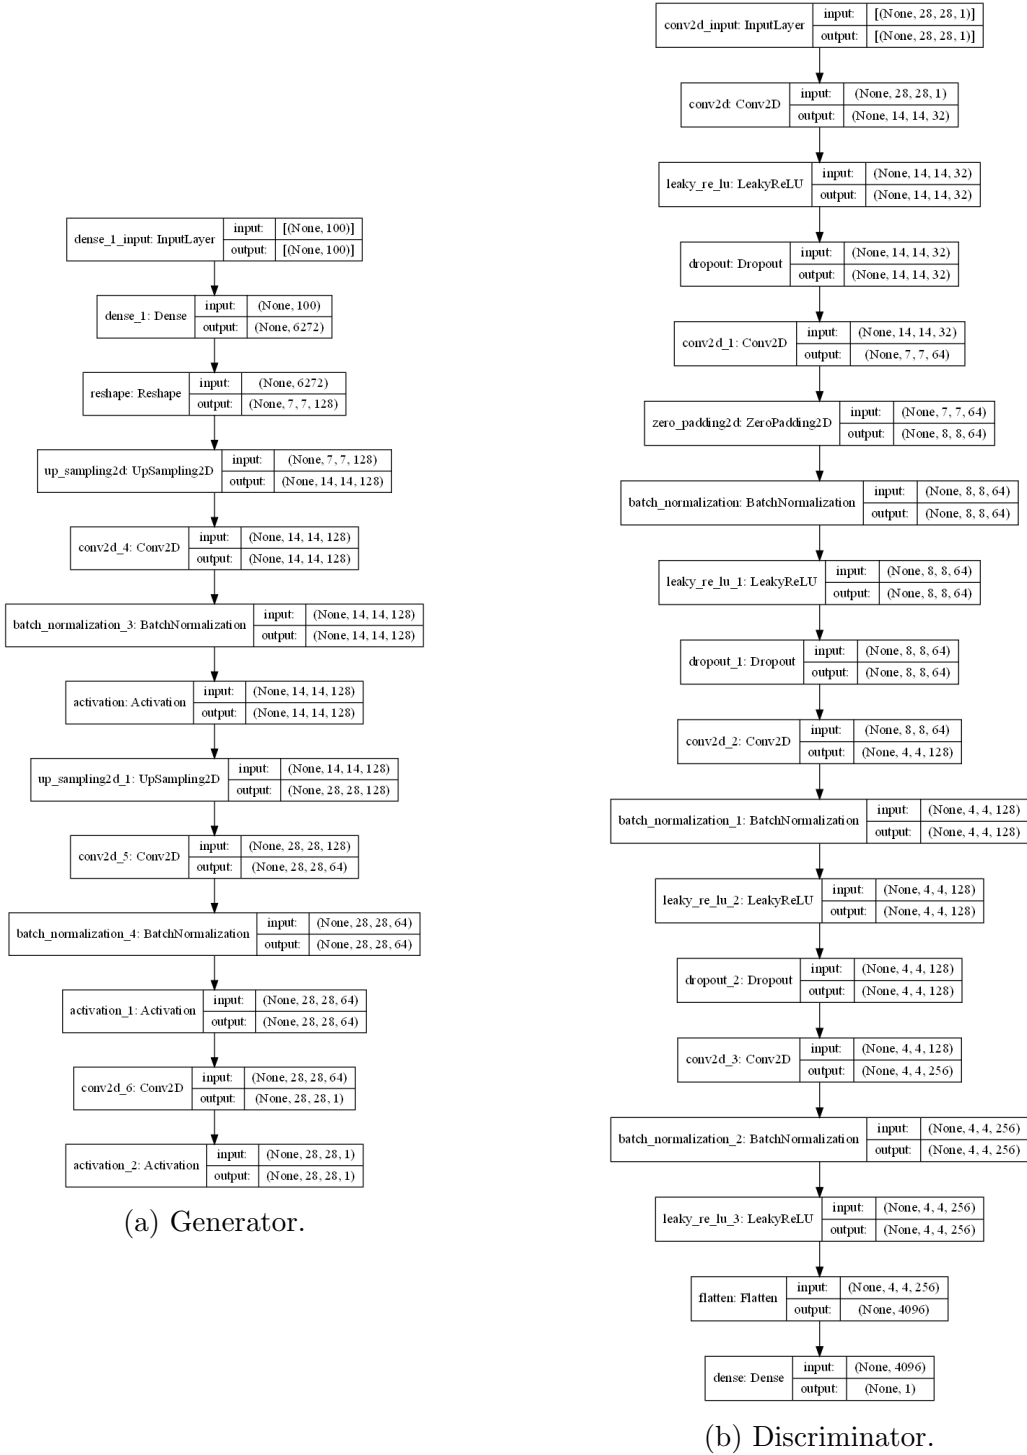 dense_1_input: InputLayer
input: [(None, 100)]
output: [(None, 100)]
dense_1: Dense
input: (None, 100)
output: (None, 6272)
reshape: Reshape
input: (None, 6272)
output: (None, 7, 7, 128)
up_sampling2d: UpSampling2D
input: (None, 7, 7, 128)
output: (None, 14, 14, 128)
conv2d_4: Conv2D
input: (None, 14, 14, 128)
output: (None, 14, 14, 128)
batch_normalization_3: BatchNormalization
input: (None, 14, 14, 128)
output: (None, 14, 14, 128)
activation: Activation
input: (None, 14, 14, 128)
output: (None, 14, 14, 128)
up_sampling2d_1: UpSampling2D
input: (None, 14, 14, 128)
output: (None, 28, 28, 128)
conv2d_5: Conv2D
input: (None, 28, 28, 128)
output: (None, 28, 28, 64)
batch_normalization_4: BatchNormalization
input: (None, 28, 28, 64)
output: (None, 28, 28, 64)
activation_1: Activation
input: (None, 28, 28, 64)
output: (None, 28, 28, 64)
conv2d_6: Conv2D
input: (None, 28, 28, 64)
output: (None, 28, 28, 1)
activation_2: Activation
input: (None, 28, 28, 1)
output: (None, 28, 28, 1)
(a) Generator.
conv2d_input: InputLayer
input: [(None, 28, 28, 1)]
output: [(None, 28, 28, 1)]
conv2d: Conv2D
input: (None, 28, 28, 1)
output: (None, 14, 14, 32)
leaky_re_lu: LeakyReLU
input: (None, 14, 14, 32)
output: (None, 14, 14, 32)
dropout: Dropout
input: (None, 14, 14, 32)
output: (None, 14, 14, 32)
conv2d_1: Conv2D
input: (None, 14, 14, 32)
output: (None, 7, 7, 64)
zero_padding2d: ZeroPadding2D
input: (None, 7, 7, 64)
output: (None, 8, 8, 64)
batch_normalization: BatchNormalization
input: (None, 8, 8, 64)
output: (None, 8, 8, 64)
leaky_re_lu_1: LeakyReLU
input: (None, 8, 8, 64)
output: (None, 8, 8, 64)
dropout_1: Dropout
input: (None, 8, 8, 64)
output: (None, 8, 8, 64)
conv2d_2: Conv2D
input: (None, 8, 8, 64)
output: (None, 4, 4, 128)
batch_normalization_1: BatchNormalization
input: (None, 4, 4, 128)
output: (None, 4, 4, 128)
leaky_re_lu_2: LeakyReLU
input: (None, 4, 4, 128)
output: (None, 4, 4, 128)
dropout_2: Dropout
input: (None, 4, 4, 128)
output: (None, 4, 4, 128)
conv2d_3: Conv2D
input: (None, 4, 4, 128)
output: (None, 4, 4, 256)
batch_normalization_2: BatchNormalization
input: (None, 4, 4, 256)
output: (None, 4, 4, 256)
leaky_re_lu_3: LeakyReLU
input: (None, 4, 4, 256)
output: (None, 4, 4, 256)
flatten: Flatten
input: (None, 4, 4, 256)
output: (None, 4096)
dense: Dense
input: (None, 4096)
output: (None, 1)
(b) Discriminator.